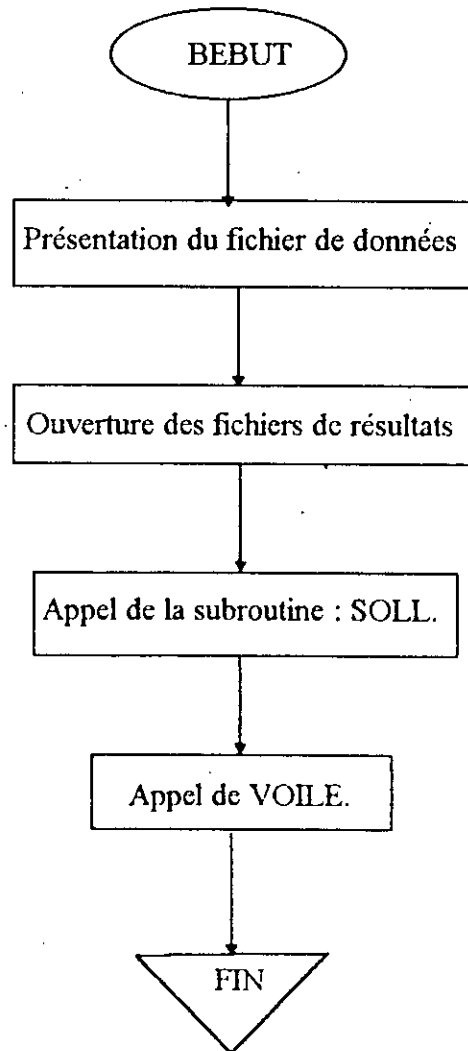 BEBUT
Présentation du fichier de données
Ouverture des fichiers de résultats
Appel de la subroutine : SOLL.
Appel de VOILE.
FIN